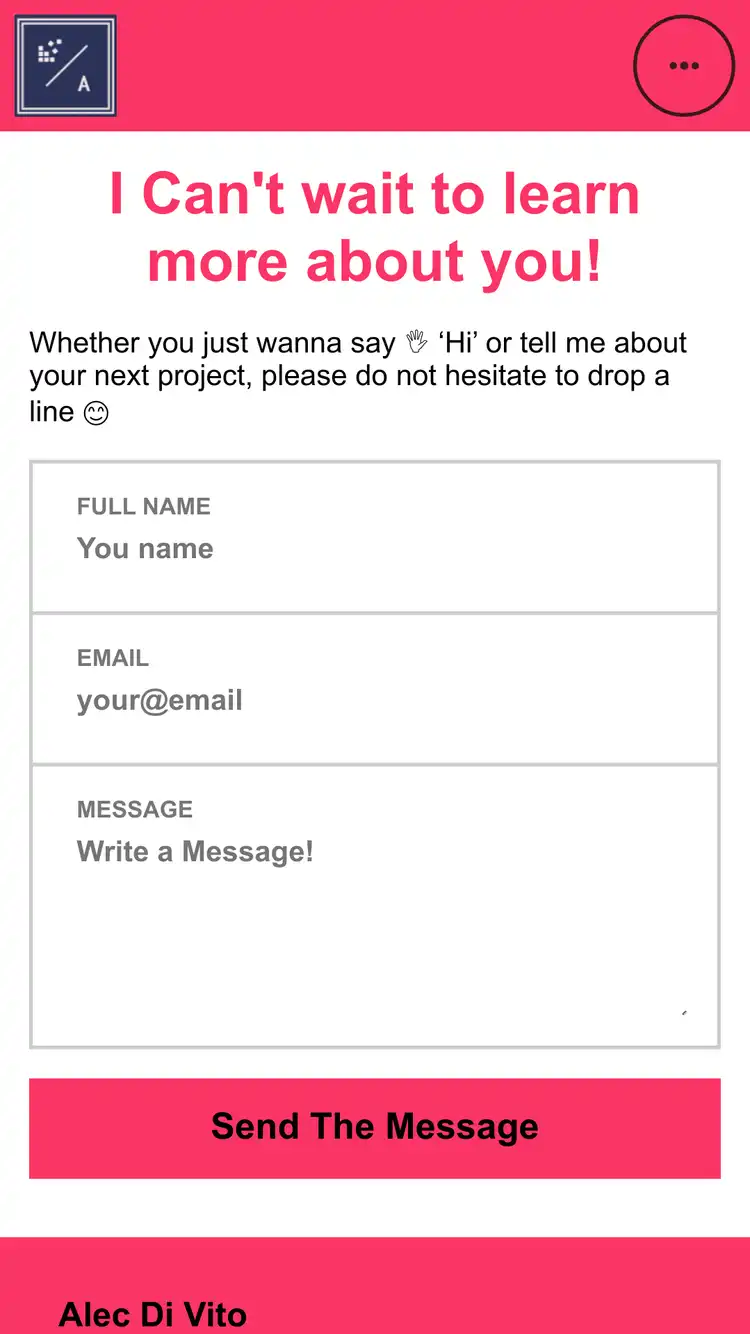 A
I Can't wait to learn
more about you!
Whether you just wanna say 🖐 ‘Hi’ or tell me about
your next project, please do not hesitate to drop a
line 😊
FULL NAME
You name
EMAIL
your@email
MESSAGE
Write a Message!
Send The Message
Alec Di Vito